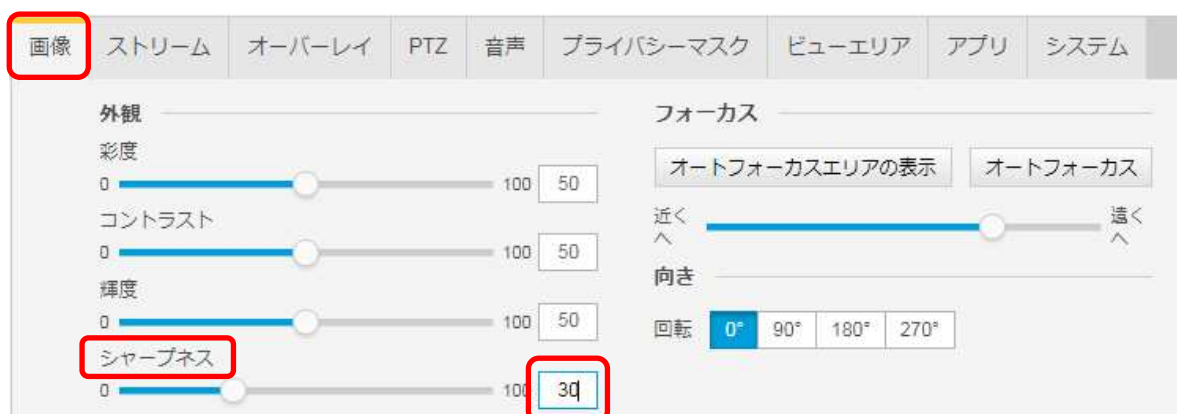 画像 ストリーム オーバーレイ PTZ 音声 プライバシーマスク ビューエリア アプリ システム
外観
彩度
0 100 50
コントラスト
0 100 50
輝度
0 100 50
シャープネス
0 100 30
フォーカス
オートフォーカスエリアの表示 オートフォーカス
近くへ 遠くへ
向き
回転 0° 90° 180° 270°